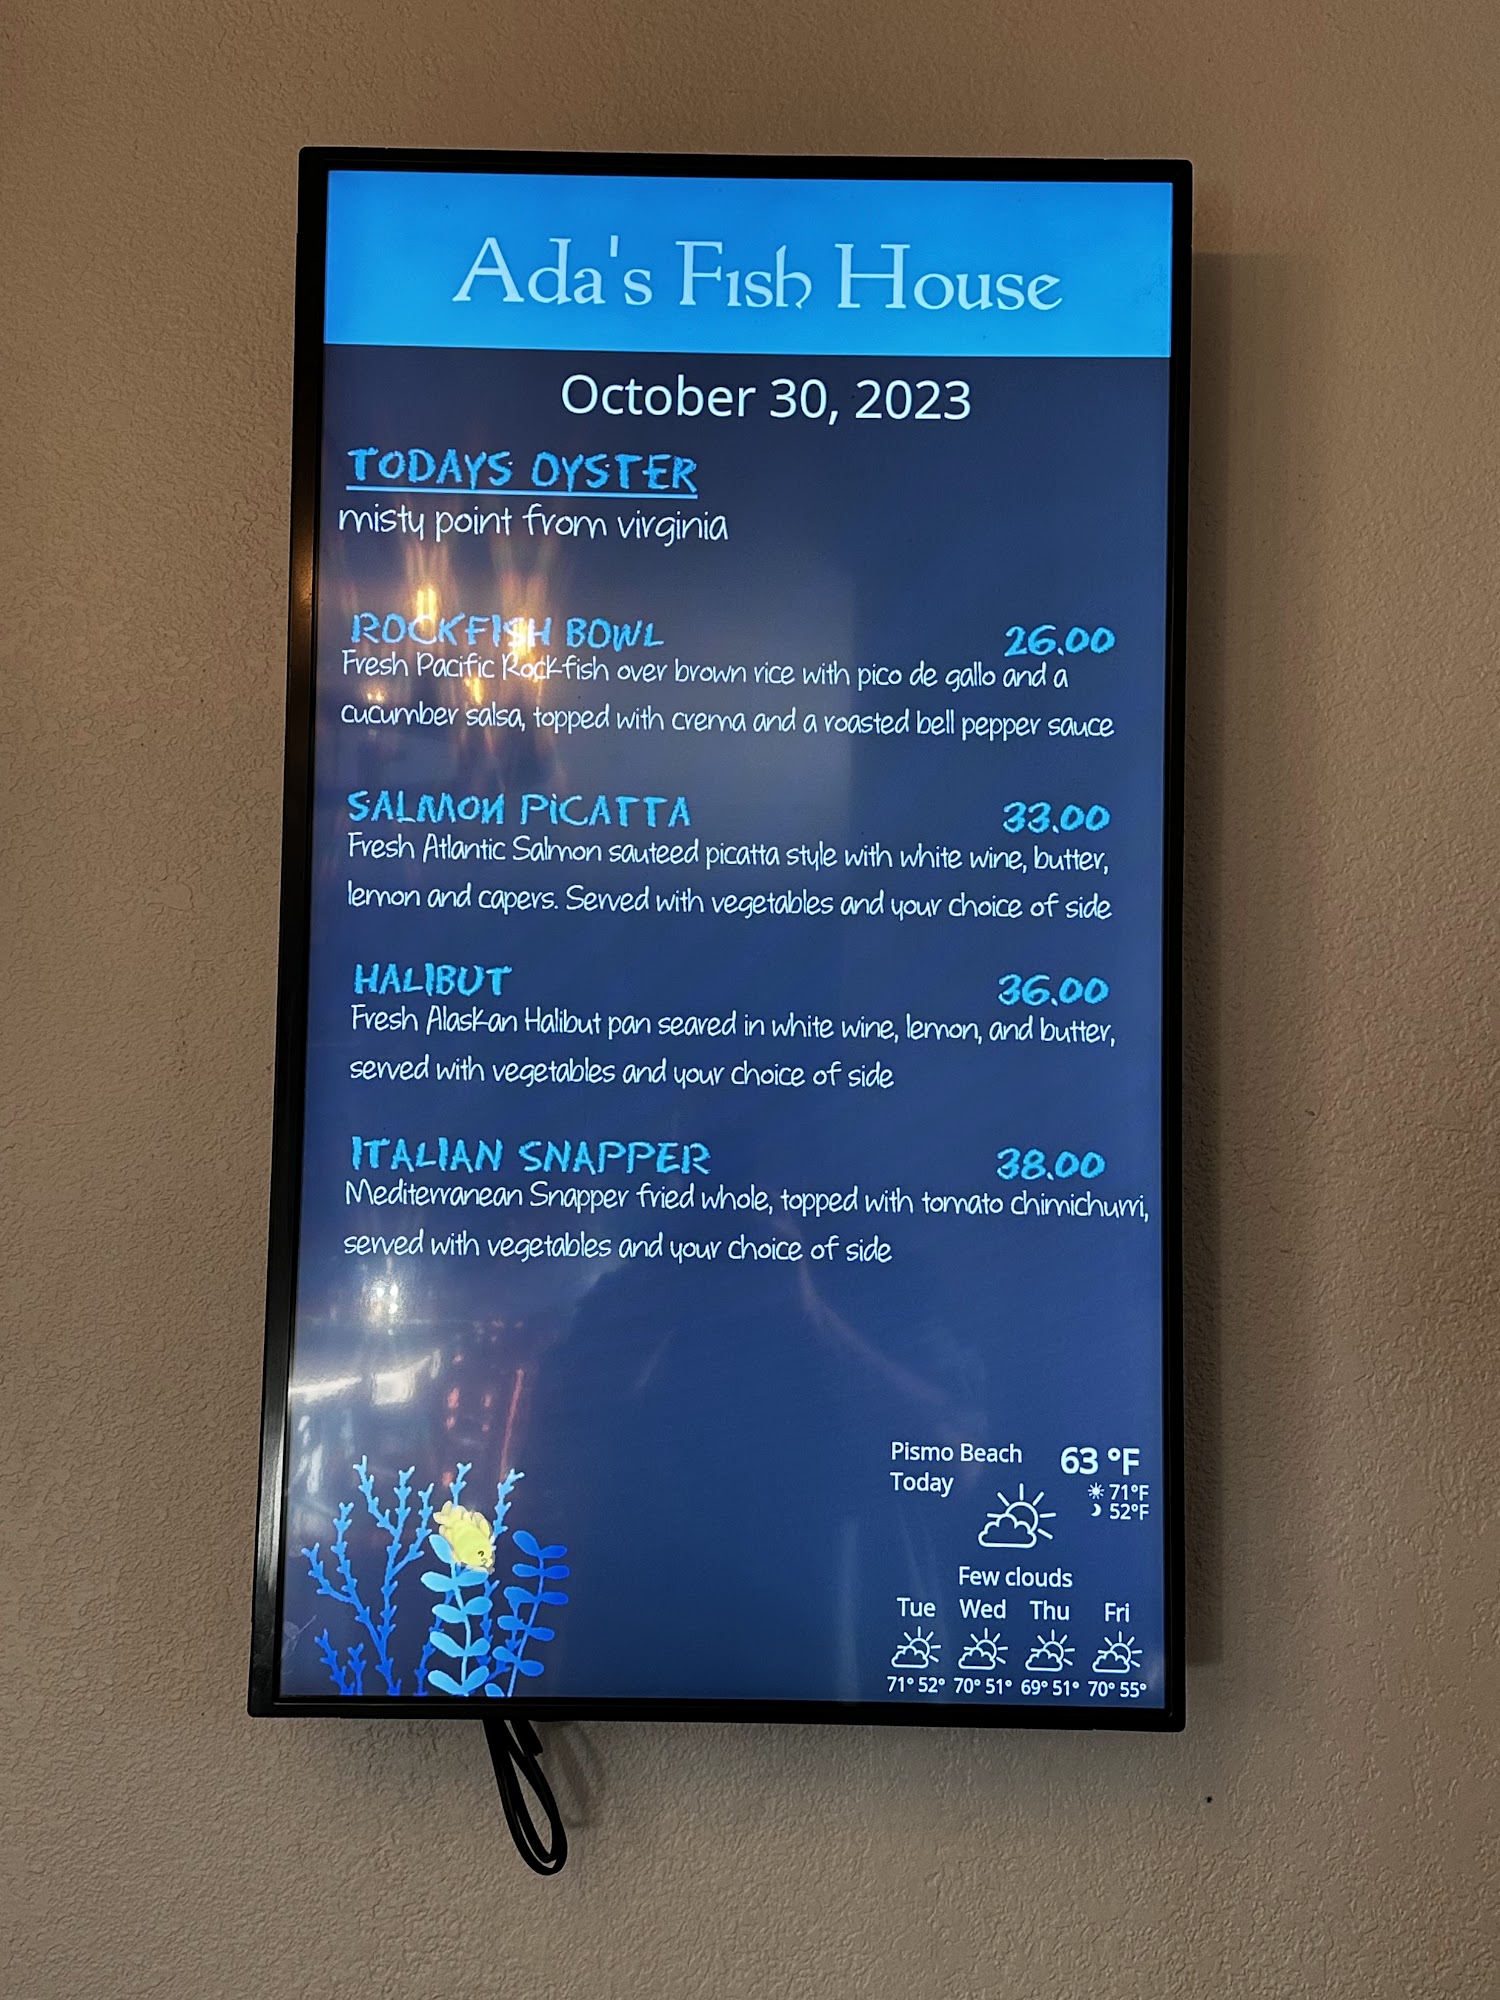 Ada's Fish House
October 30, 2023
TODAYS OYSTER
misty point from virginia
ROCKFISH BOWL 26.00
Fresh Pacific Rockfish over brown rice with pico de gallo and a
cucumber salsa, topped with crema and a roasted bell pepper sauce
SALMON PiCATTA 33.00
Fresh Atlantic Salmon sauteed picatta style with white wine, butter,
lemon and capers. Served with vegetables and your choice of side
HALIBUT 36.00
Fresh Alaskan Halibut pan seared in white wine, lemon, and butter,
served with vegetables and your choice of side
ITALIAN SNAPPER 38.00
Mediterranean Snapper fried whole, topped with tomato chimichurri,
served with vegetables and your choice of side
Pismo Beach 63 °F
Today 71°F
52°F
Few clouds
Tue Wed Thu Fri
71° 52° 70° 51° 69° 51° 70° 55°